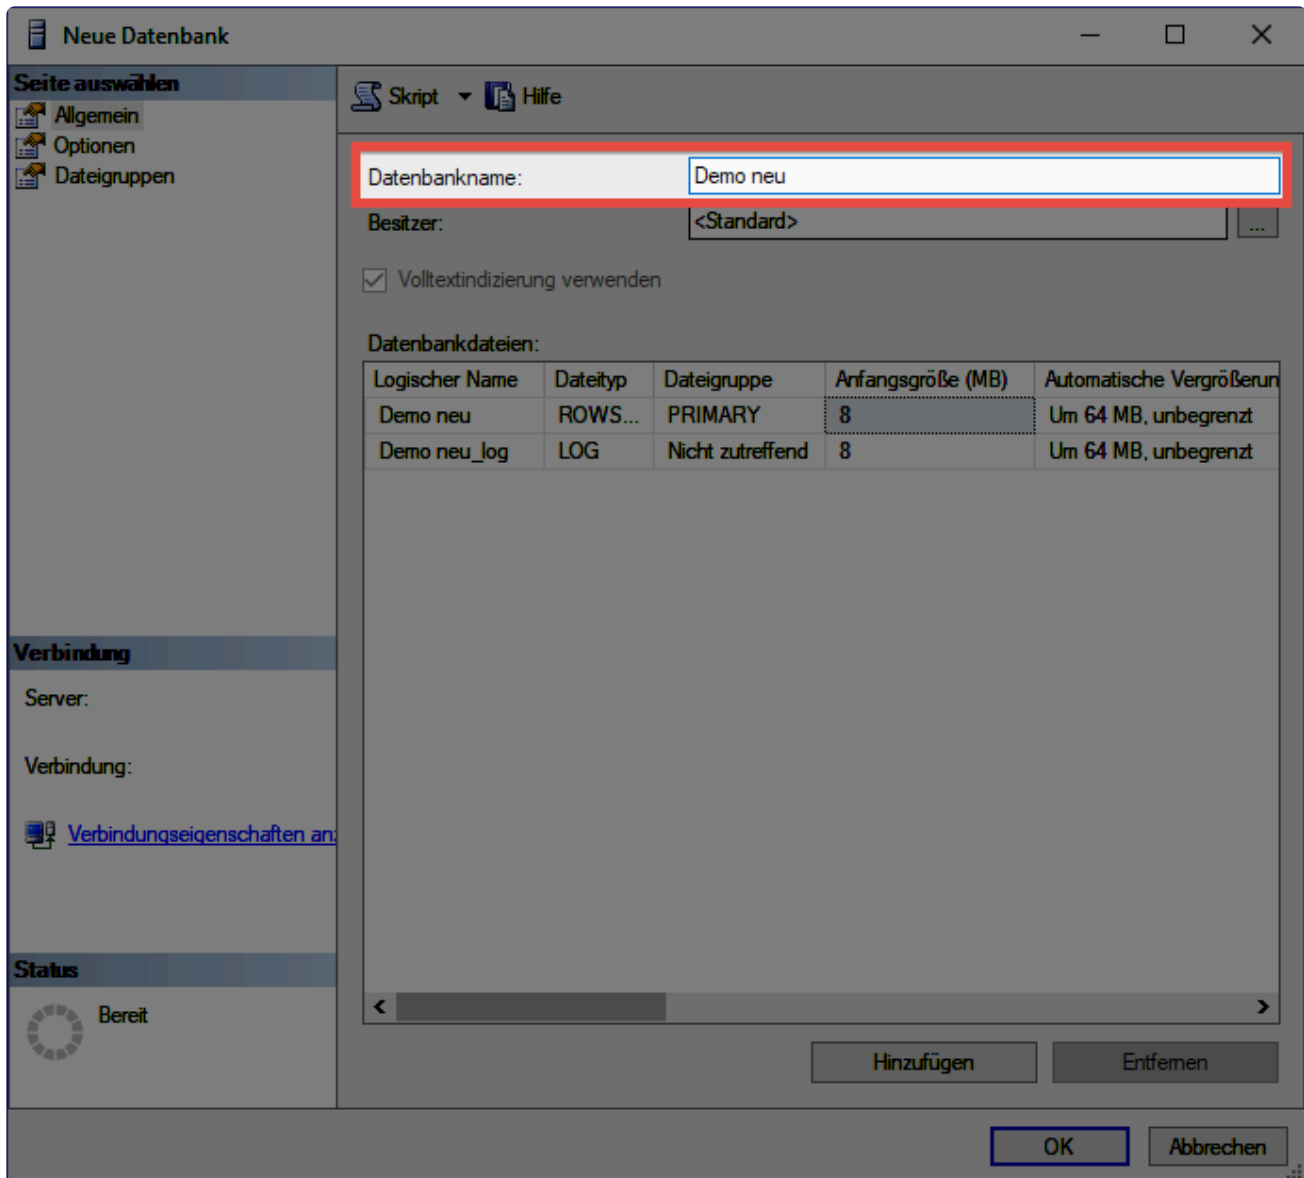 Neue Datenbank
Seite auswählen
Allgemein
Optionen
Dateigruppen
Skript Hilfe
Datenbankname: Demo neu
Besitzer: <Standard> ...
Volltextindizierung verwenden
Datenbankdateien:
Logischer Name Dateityp Dateigruppe Anfangsgröße (MB) Automatische Vergrößerun
Demo neu ROWS... PRIMARY 8 Um 64 MB, unbegrenzt
Demo neu_log LOG Nicht zutreffend 8 Um 64 MB, unbegrenzt
Verbindung
Server:
Verbindung:
Verbindungseigenschaften an
Status
Bereit
Hinzufügen Entfernen
OK Abbrechen